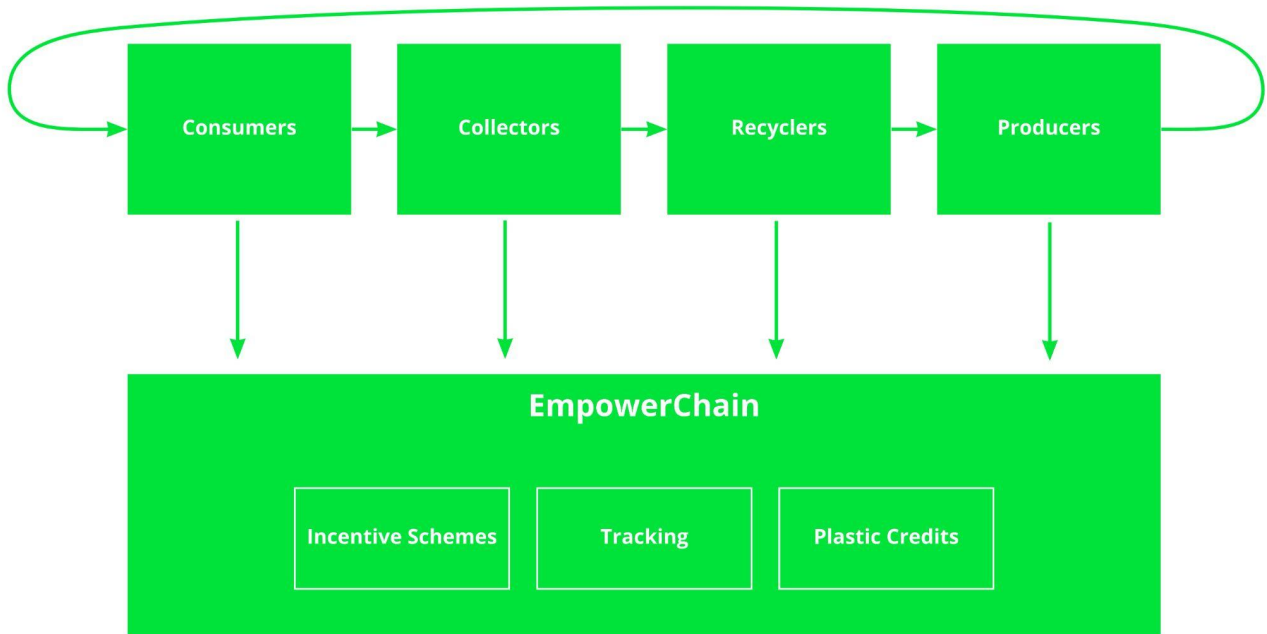 Consumers
Collectors
Recyclers
Producers
EmpowerChain
Incentive Schemes
Tracking
Plastic Credits